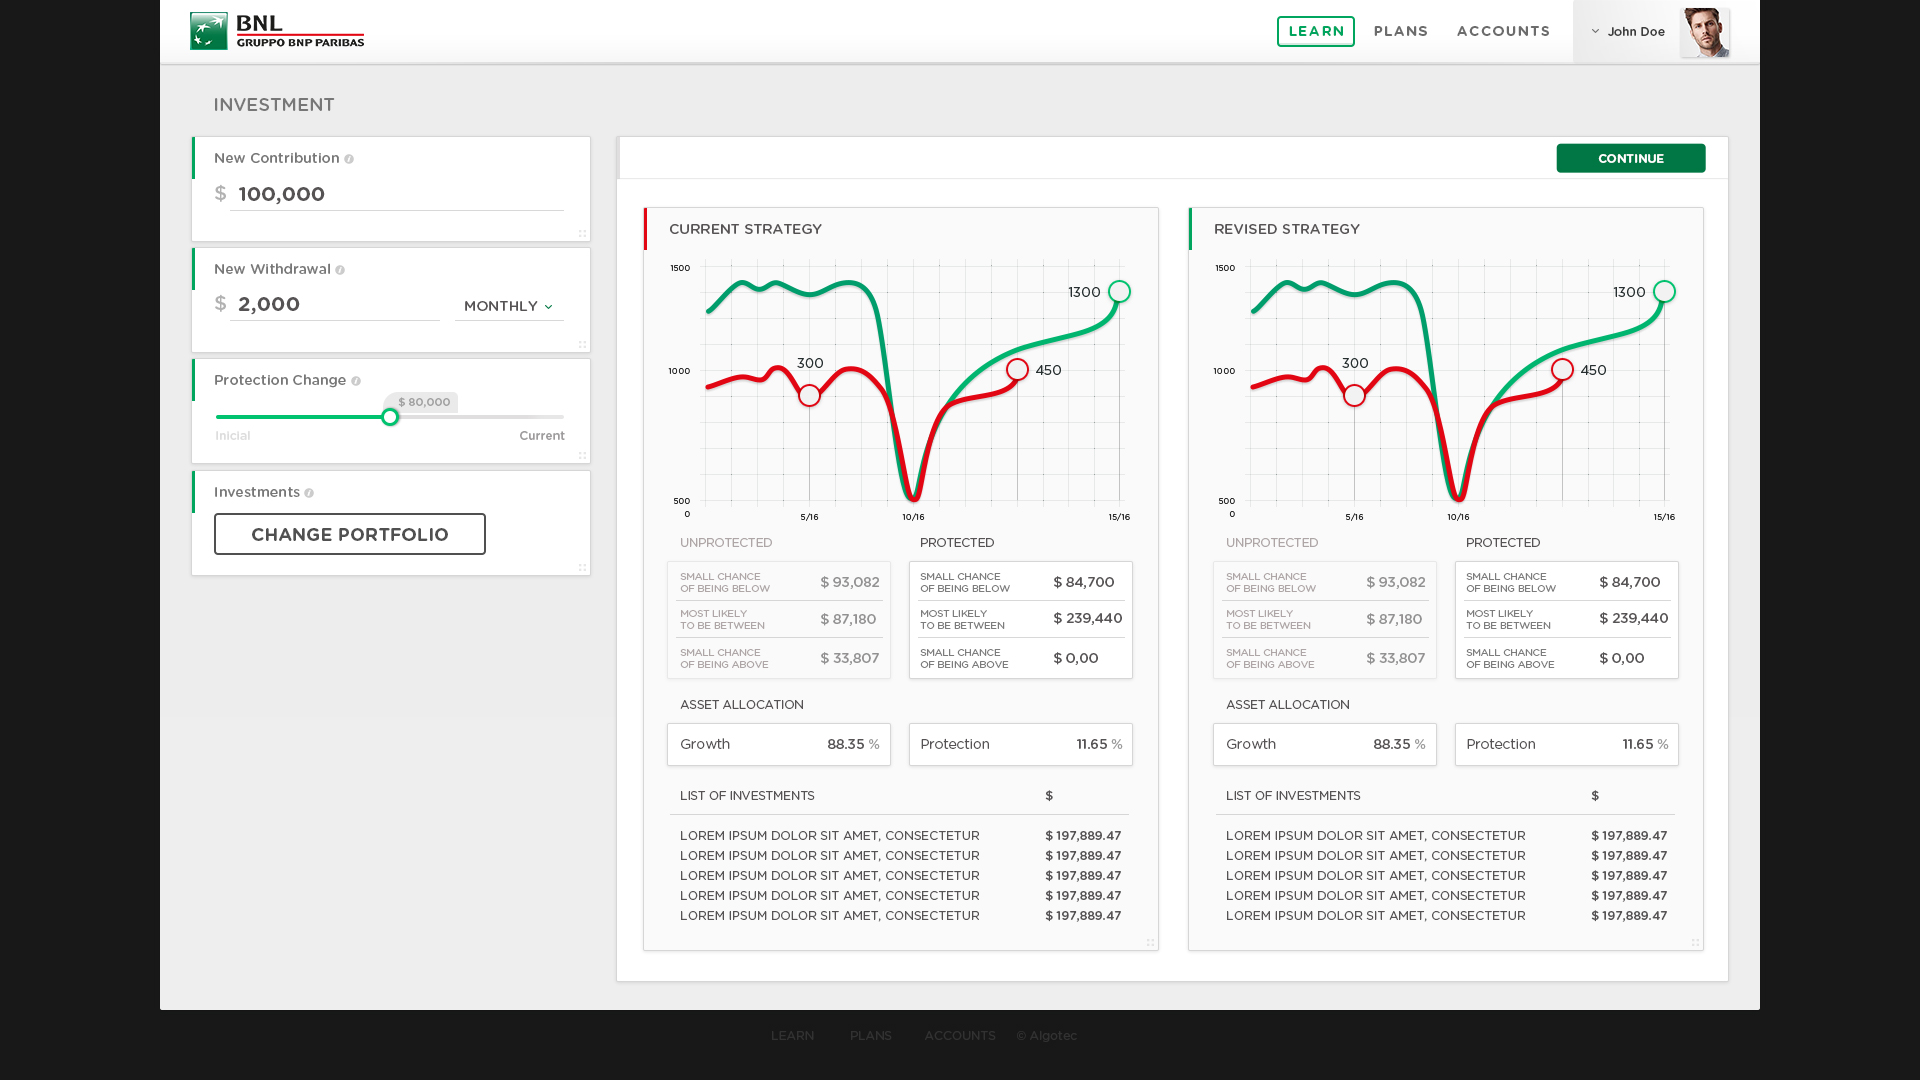 BNL
GRUPPO BNP PARIBAS
LEARN
PLANS
ACCOUNTS
John Doe
INVESTMENT
New Contribution
$ 100,000
New Withdrawal
$ 2,000
MONTHLY
Protection Change
$ 80,000
Inicial
Current
Investments
CHANGE PORTFOLIO
CONTINUE
CURRENT STRATEGY
1500
1000
500
0
300
1300
450
5/16
10/16
15/16
UNPROTECTED
SMALL CHANCE
OF BEING BELOW
$ 93,082
MOST LIKELY
TO BE BETWEEN
$ 87,180
SMALL CHANCE
OF BEING ABOVE
$ 33,807
PROTECTED
SMALL CHANCE
OF BEING BELOW
$ 84,700
MOST LIKELY
TO BE BETWEEN
$ 239,440
SMALL CHANCE
OF BEING ABOVE
$ 0,00
ASSET ALLOCATION
Growth 88.35 %
Protection 11.65 %
LIST OF INVESTMENTS $
LOREM IPSUM DOLOR SIT AMET, CONSECTETUR $ 197,889.47
LOREM IPSUM DOLOR SIT AMET, CONSECTETUR $ 197,889.47
LOREM IPSUM DOLOR SIT AMET, CONSECTETUR $ 197,889.47
LOREM IPSUM DOLOR SIT AMET, CONSECTETUR $ 197,889.47
LOREM IPSUM DOLOR SIT AMET, CONSECTETUR $ 197,889.47
REVISED STRATEGY
1500
1000
500
0
300
1300
450
5/16
10/16
15/16
UNPROTECTED
SMALL CHANCE
OF BEING BELOW
$ 93,082
MOST LIKELY
TO BE BETWEEN
$ 87,180
SMALL CHANCE
OF BEING ABOVE
$ 33,807
PROTECTED
SMALL CHANCE
OF BEING BELOW
$ 84,700
MOST LIKELY
TO BE BETWEEN
$ 239,440
SMALL CHANCE
OF BEING ABOVE
$ 0,00
ASSET ALLOCATION
Growth 88.35 %
Protection 11.65 %
LIST OF INVESTMENTS $
LOREM IPSUM DOLOR SIT AMET, CONSECTETUR $ 197,889.47
LOREM IPSUM DOLOR SIT AMET, CONSECTETUR $ 197,889.47
LOREM IPSUM DOLOR SIT AMET, CONSECTETUR $ 197,889.47
LOREM IPSUM DOLOR SIT AMET, CONSECTETUR $ 197,889.47
LOREM IPSUM DOLOR SIT AMET, CONSECTETUR $ 197,889.47
LEARN PLANS ACCOUNTS © Algotec